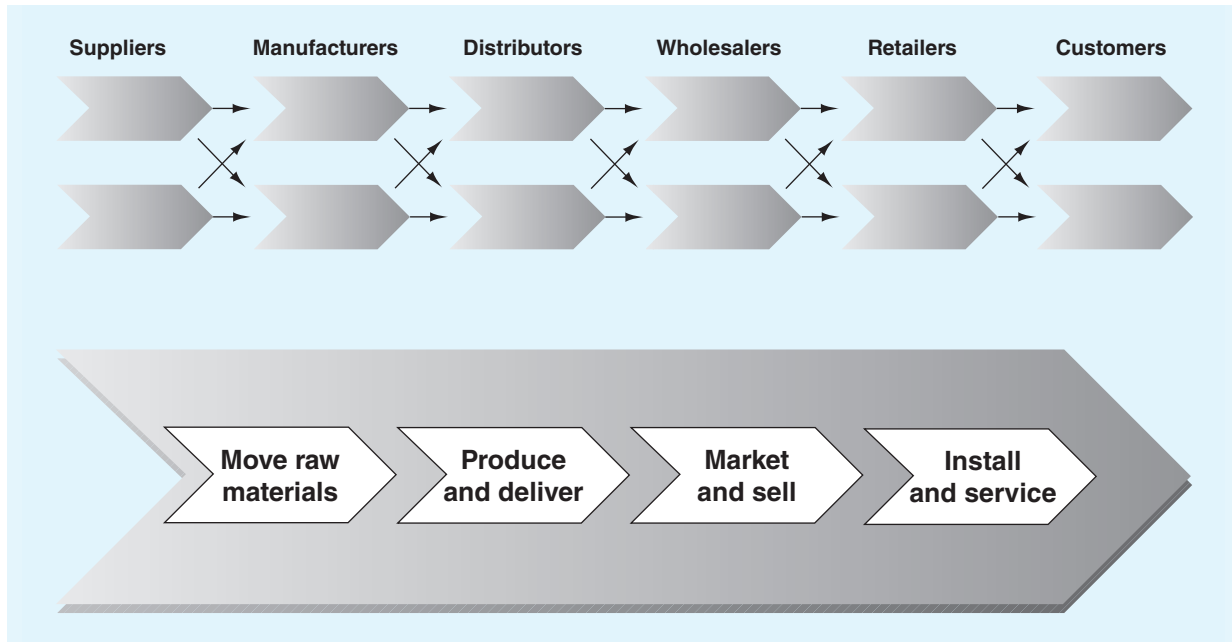 Suppliers Manufacturers Distributors Wholesalers Retailers Customers
Move raw
materials
Produce
and deliver
Market
and sell
Install
and service